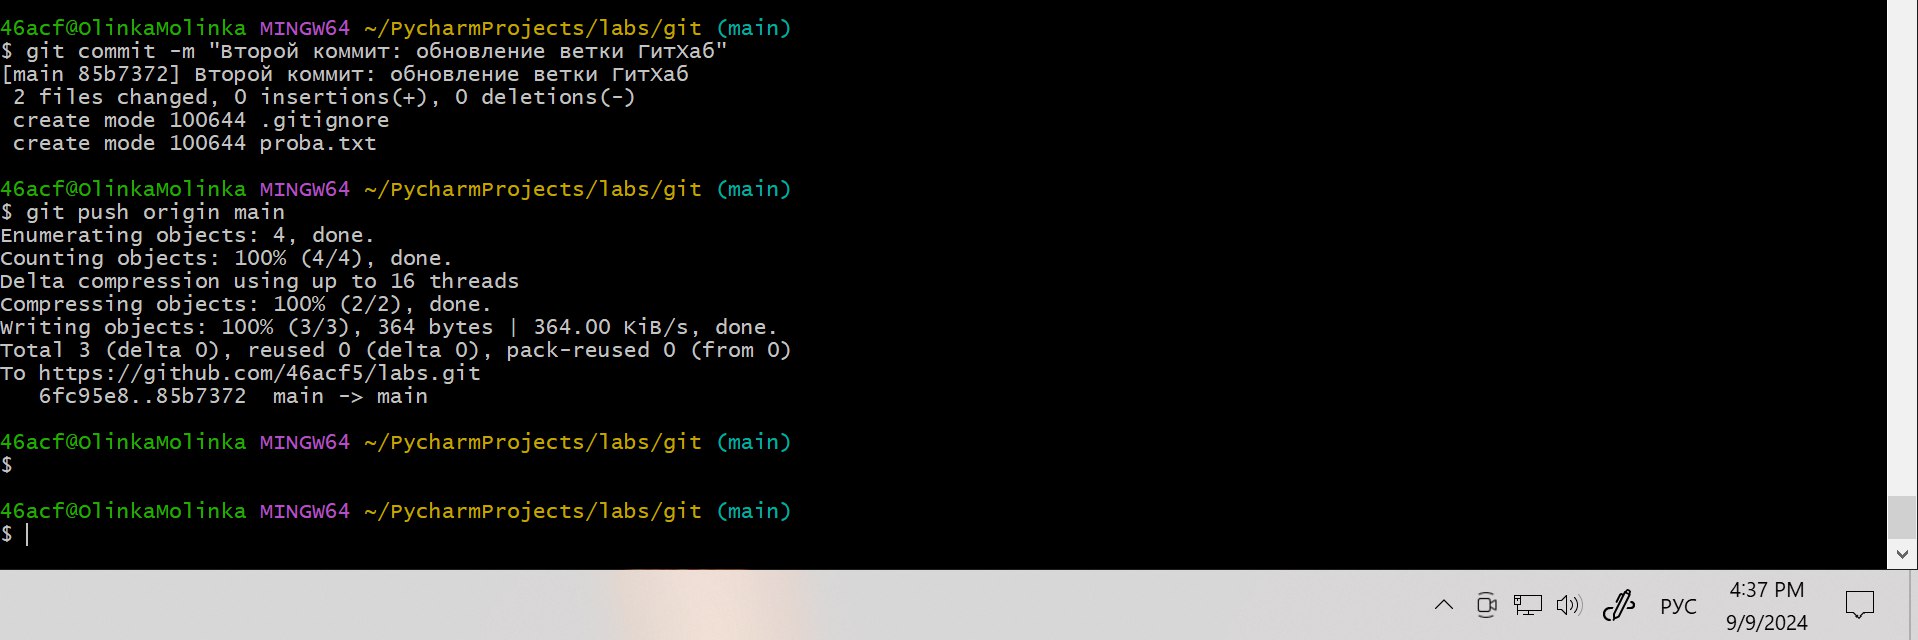 46acf@OlinkaMolinka MINGW64 ~/PycharmProjects/labs/git (main)
$ git commit -m "Второй коммит: обновление ветки ГитХаб"
[main 85b7372] Второй коммит: обновление ветки ГитХаб
 2 files changed, 0 insertions(+), 0 deletions(-)
 create mode 100644 .gitignore
 create mode 100644 proba.txt
46acf@OlinkaMolinka MINGW64 ~/PycharmProjects/labs/git (main)
$ git push origin main
Enumerating objects: 4, done.
Counting objects: 100% (4/4), done.
Delta compression using up to 16 threads
Compressing objects: 100% (2/2), done.
Writing objects: 100% (3/3), 364 bytes | 364.00 KiB/s, done.
Total 3 (delta 0), reused 0 (delta 0), pack-reused 0 (from 0)
To https://github.com/46acf5/labs.git
   6fc95e8..85b7372  main -> main
46acf@OlinkaMolinka MINGW64 ~/PycharmProjects/labs/git (main)
$
46acf@OlinkaMolinka MINGW64 ~/PycharmProjects/labs/git (main)
$
РУС
4:37 PM
9/9/2024